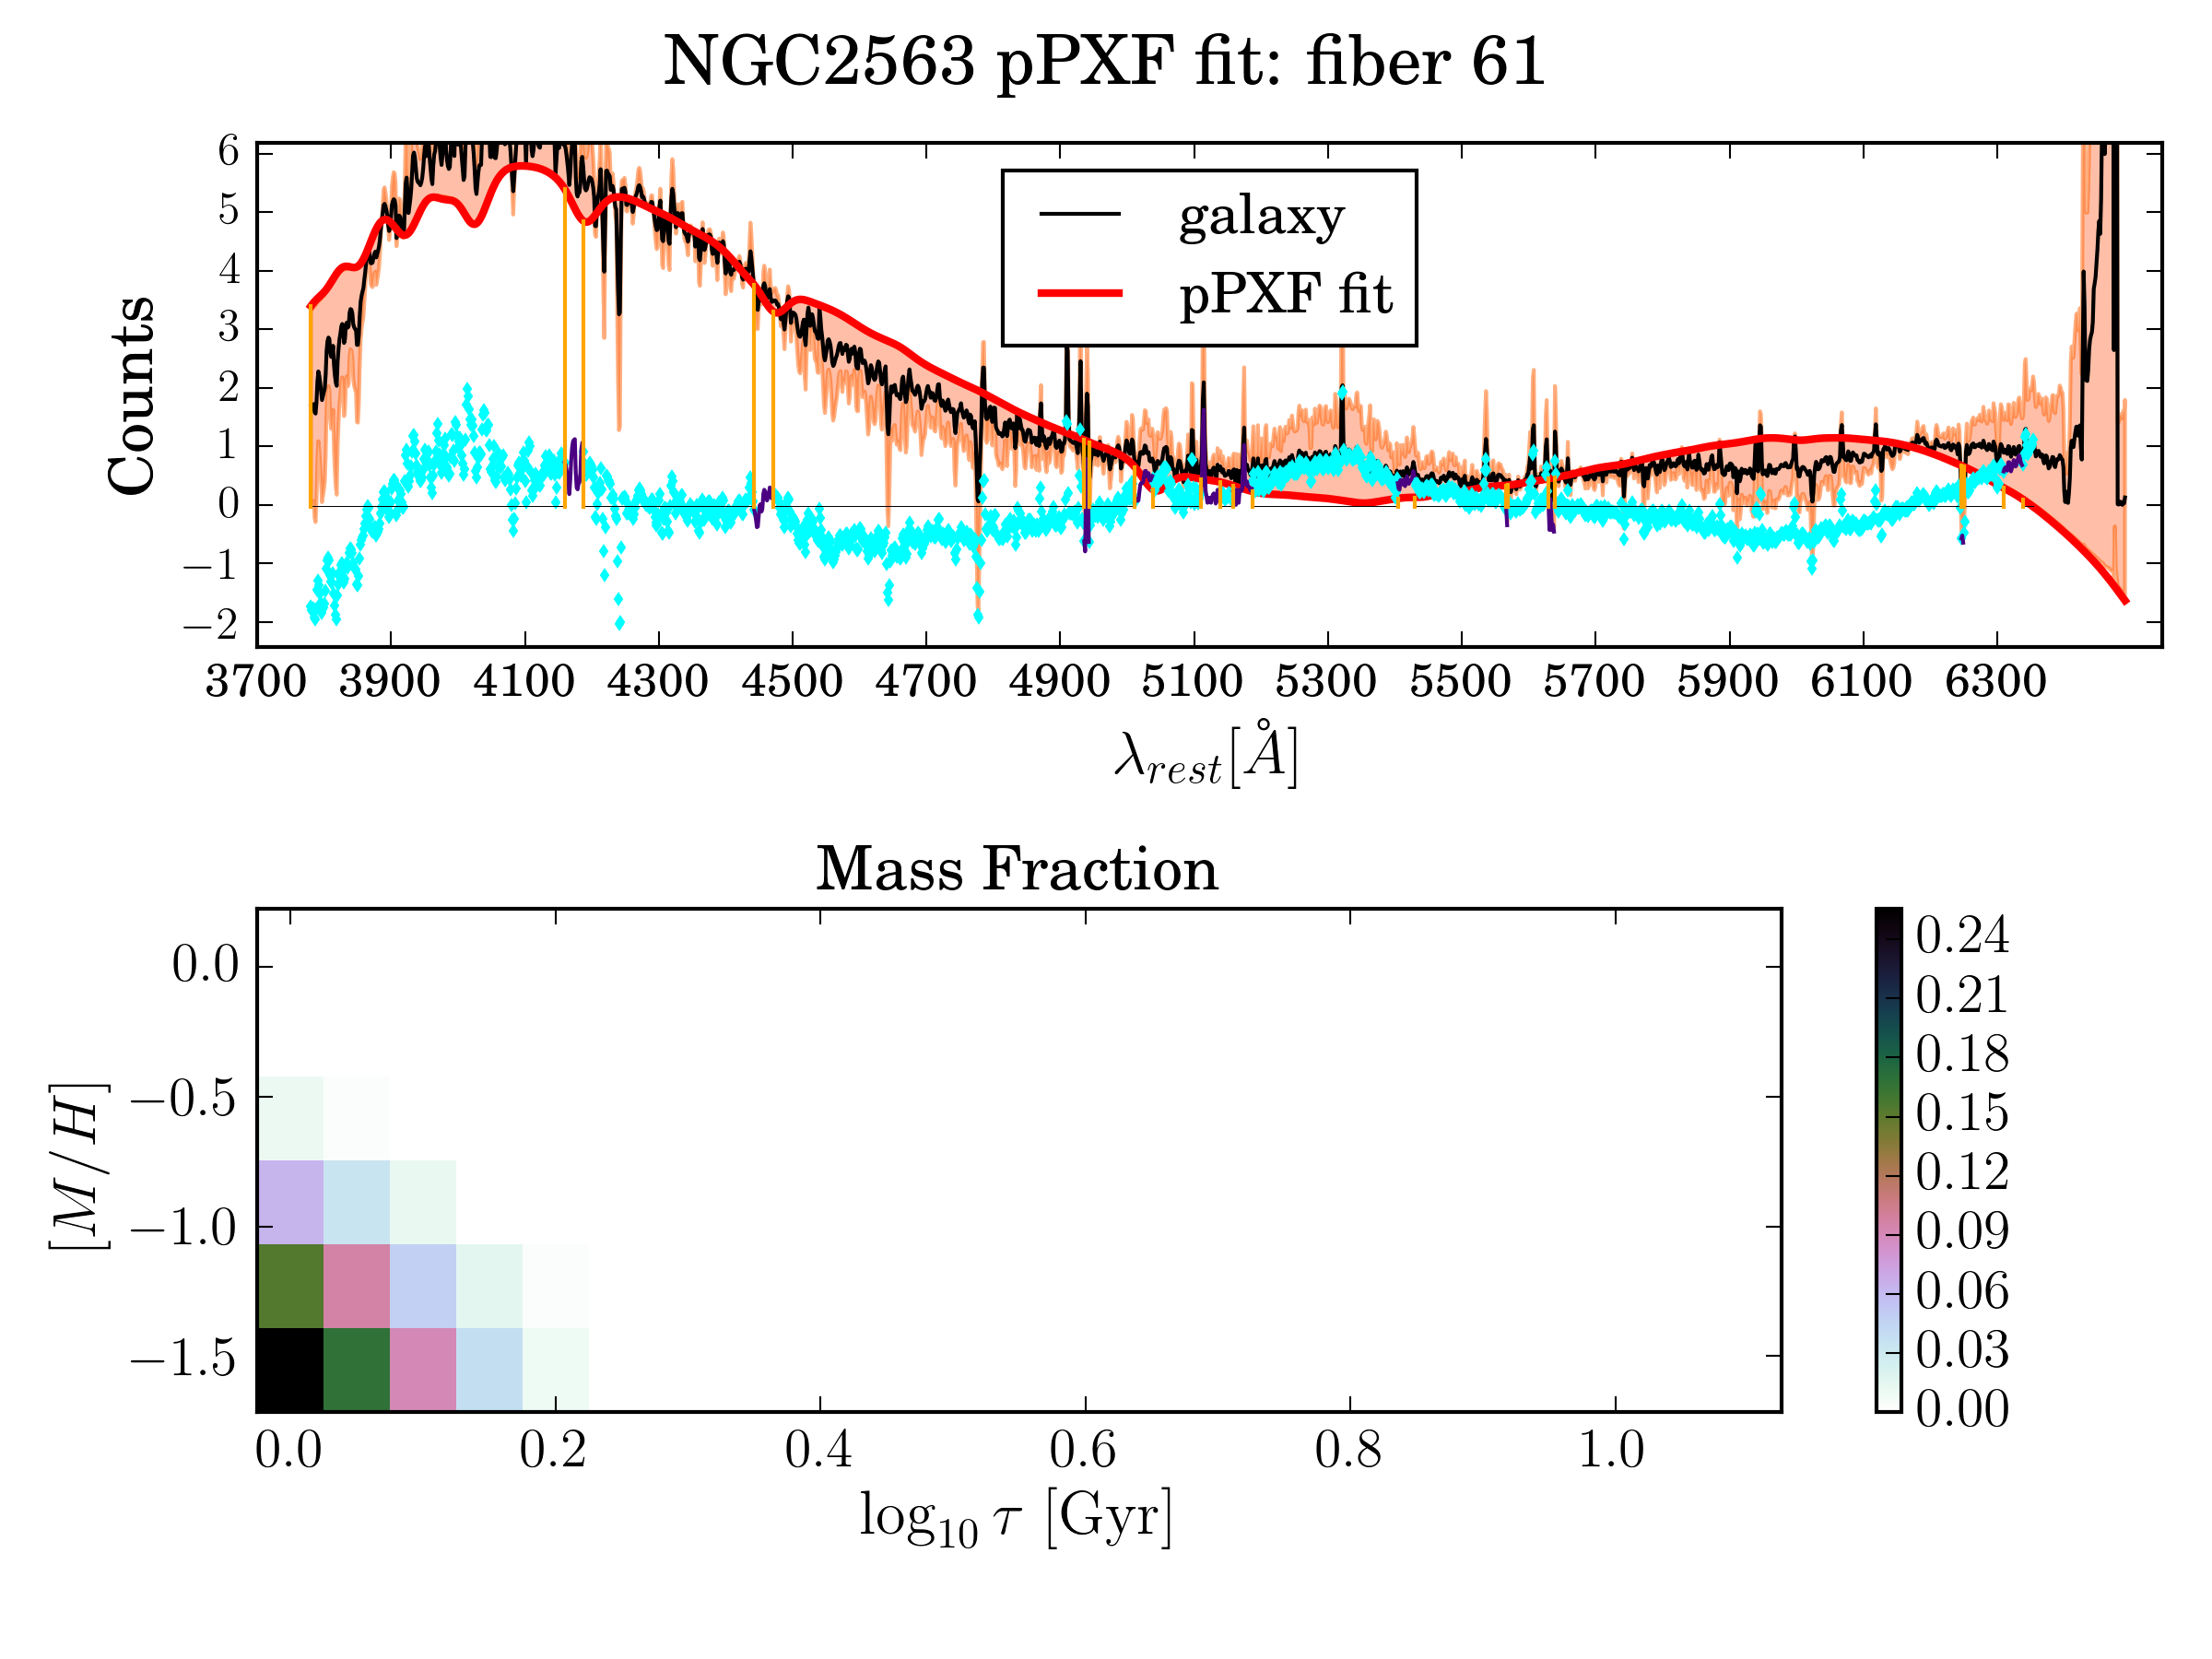 NGC2563 pPXF fit: fiber 61
6
5
4
3
2
1
0
−1
−2
Counts
galaxy
pPXF fit
3700 3900 4100 4300 4500 4700 4900 5100 5300 5500 5700 5900 6100 6300
λ_rest[Å]
Mass Fraction
0.0
−0.5
−1.0
−1.5
[M/H]
0.0 0.2 0.4 0.6 0.8 1.0
log₁₀ τ [Gyr]
0.24
0.21
0.18
0.15
0.12
0.09
0.06
0.03
0.00